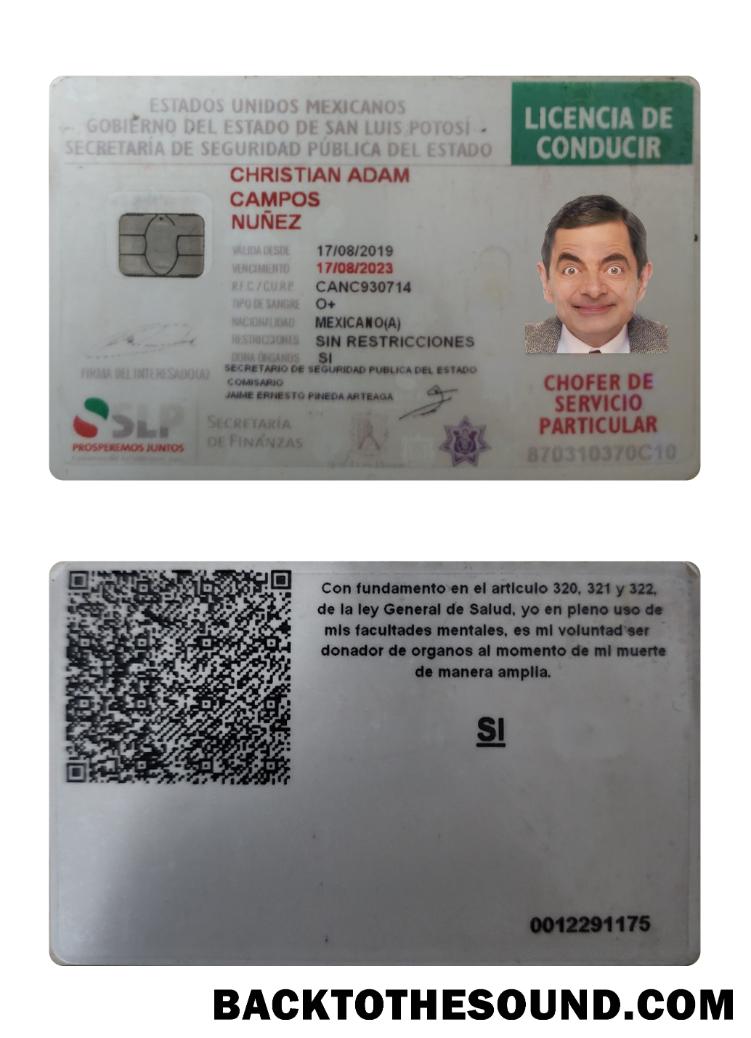 ESTADOS UNIDOS MEXICANOS
GOBIERNO DEL ESTADO DE SAN LUIS POTOSÍ
SECRETARÍA DE SEGURIDAD PÚBLICA DEL ESTADO
LICENCIA DE
CONDUCIR
CHRISTIAN ADAM
CAMPOS
NUÑEZ
VÁLIDA DESDE 17/08/2019
VENCIMIENTO 17/08/2023
R.F.C./C.U.R.P. CANC930714
TIPO DE SANGRE O+
NACIONALIDAD MEXICANO(A)
RESTRICCIONES SIN RESTRICCIONES
DONA ÓRGANOS SI
FIRMA DEL INTERESADO(A)
SECRETARIO DE SEGURIDAD PUBLICA DEL ESTADO
COMISARIO
JAIME ERNESTO PINEDA ARTEAGA
CHOFER DE
SERVICIO
PARTICULAR
870310370C10
SLP
PROSPEREMOS JUNTOS
SECRETARÍA
DE FINANZAS
Con fundamento en el articulo 320, 321 y 322,
de la ley General de Salud, yo en pleno uso de
mis facultades mentales, es mi voluntad ser
donador de organos al momento de mi muerte
de manera amplia.
SI
0012291175
BACKTOTHESOUND.COM